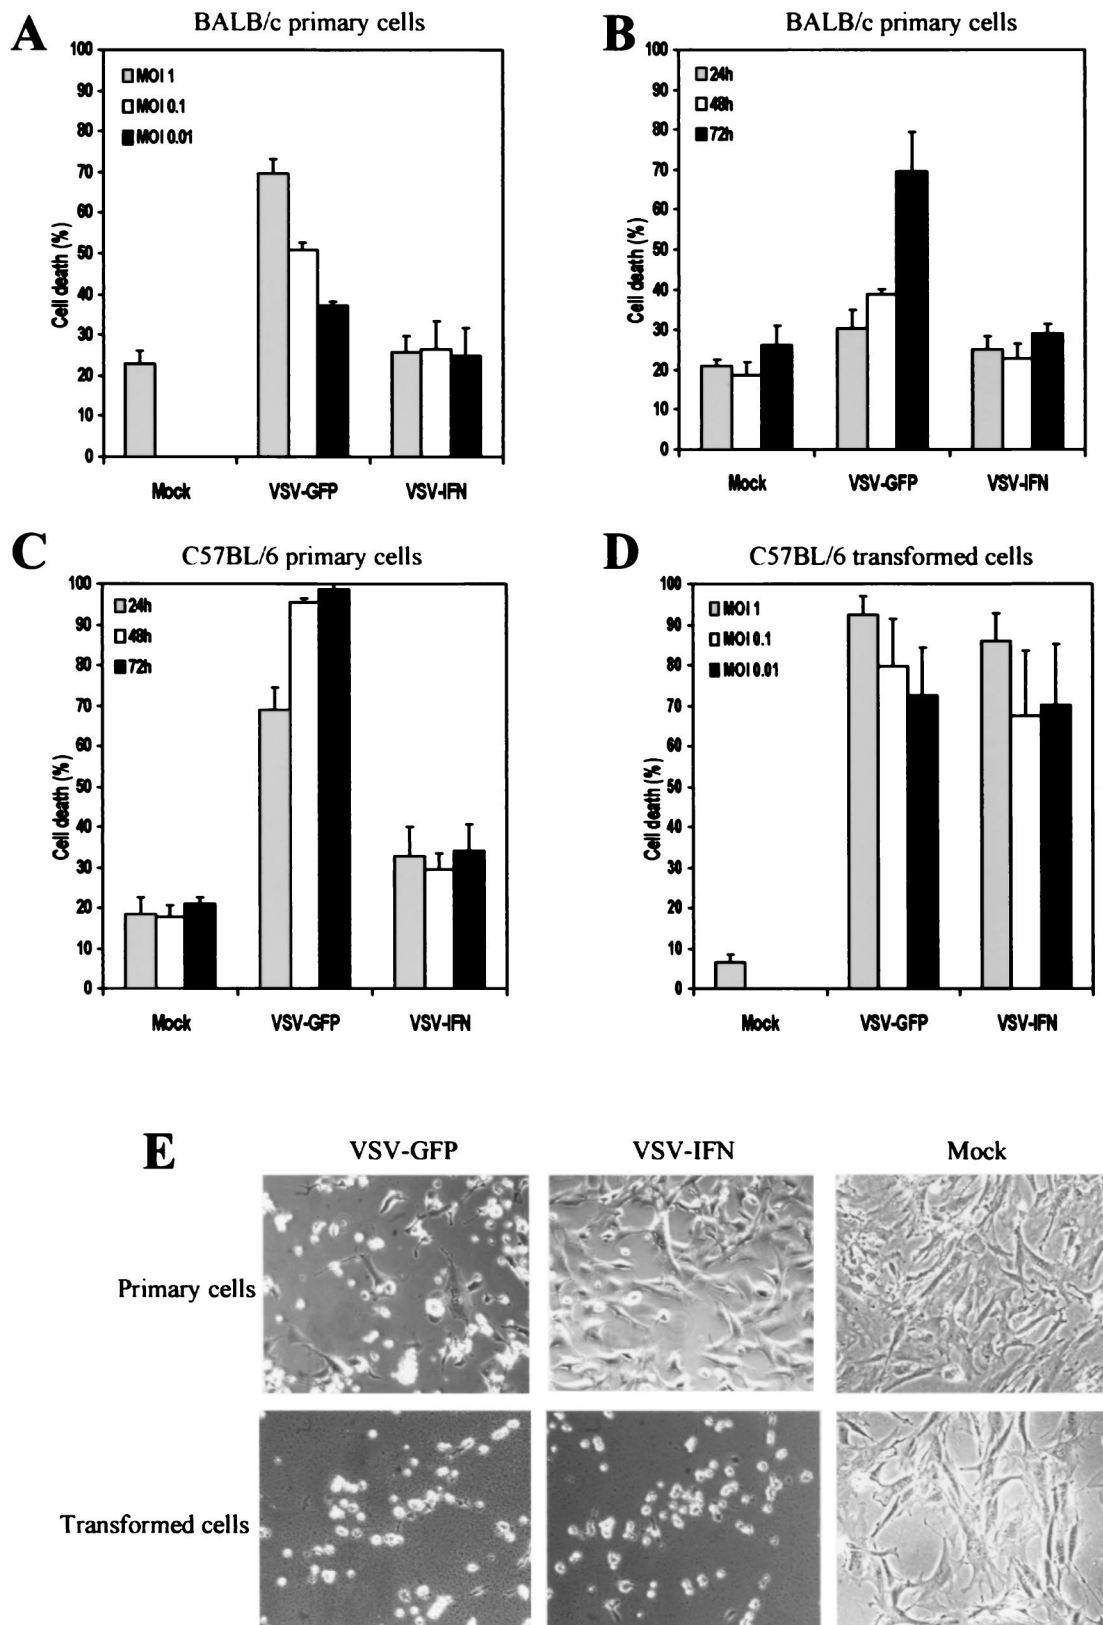 A
BALB/c primary cells
100
90
80
70
60
50
40
30
20
10
0
Cell death (%)
MOI 1
MOI 0.1
MOI 0.01
Mock
VSV-GFP
VSV-IFN
B
BALB/c primary cells
100
90
80
70
60
50
40
30
20
10
0
Cell death (%)
24h
48h
72h
Mock
VSV-GFP
VSV-IFN
C
C57BL/6 primary cells
100
90
80
70
60
50
40
30
20
10
0
Cell death (%)
24h
48h
72h
Mock
VSV-GFP
VSV-IFN
D
C57BL/6 transformed cells
100
90
80
70
60
50
40
30
20
10
0
Cell death (%)
MOI 1
MOI 0.1
MOI 0.01
Mock
VSV-GFP
VSV-IFN
E
VSV-GFP
VSV-IFN
Mock
Primary cells
Transformed cells